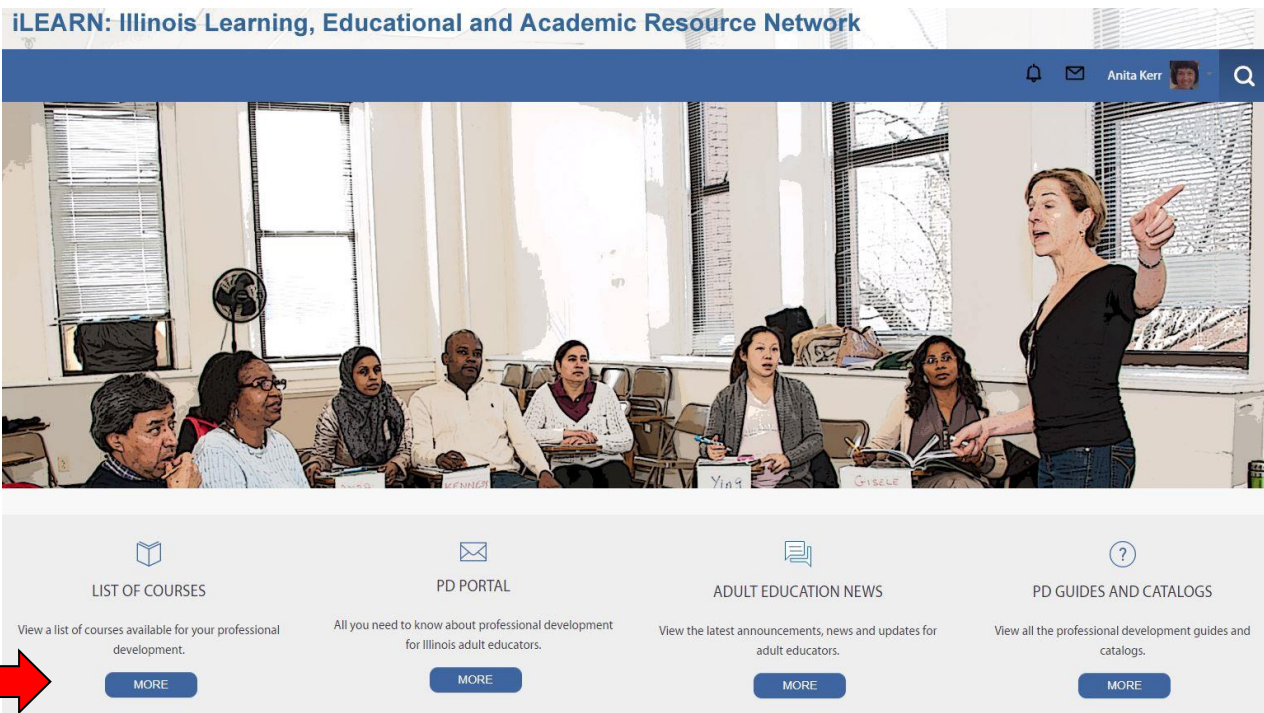 iLEARN: Illinois Learning, Educational and Academic Resource Network
Anita Kerr
KENNEDY
Ying
GISELE
LIST OF COURSES
View a list of courses available for your professional
development.
MORE
PD PORTAL
All you need to know about professional development
for Illinois adult educators.
MORE
ADULT EDUCATION NEWS
View the latest announcements, news and updates for
adult educators.
MORE
PD GUIDES AND CATALOGS
View all the professional development guides and
catalogs.
MORE